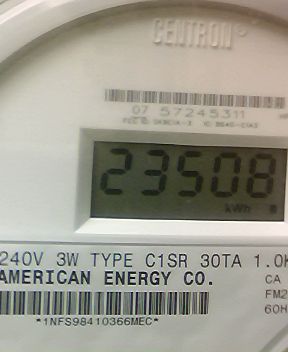 CENTRON®
07 57245311
23508
kWh
240V 3W TYPE C1SR 30TA 1.0K
AMERICAN ENERGY CO.
CA
FM2
60H
*1NFS98410366MEC*